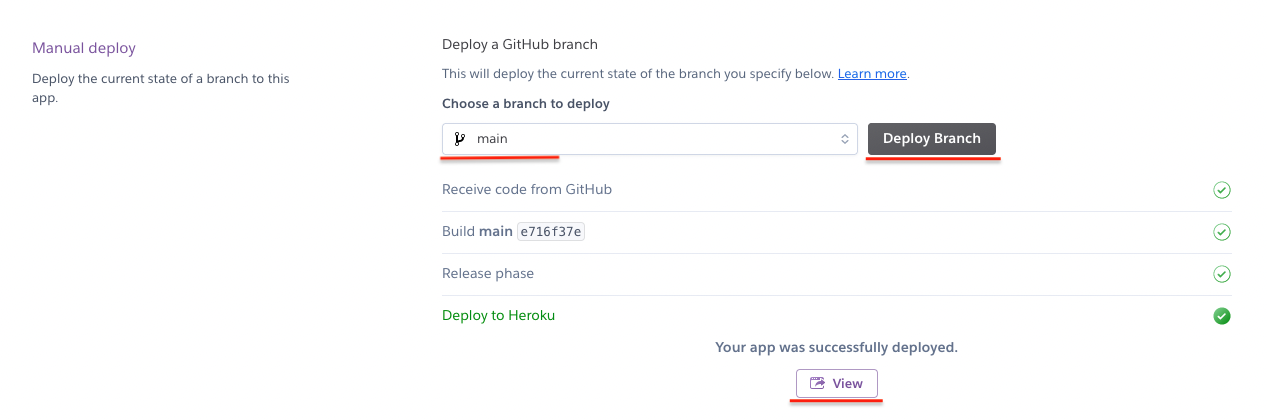 Manual deploy
Deploy the current state of a branch to this
app.
Deploy a GitHub branch
This will deploy the current state of the branch you specify below. Learn more.
Choose a branch to deploy
main
Deploy Branch
Receive code from GitHub
Build main e716f37e
Release phase
Deploy to Heroku
Your app was successfully deployed.
View